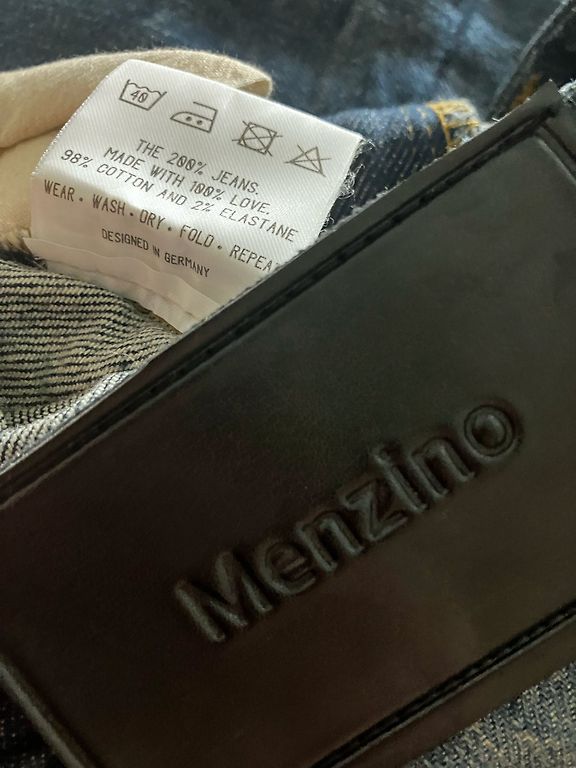 40
THE 200% JEANS.
MADE WITH 100% LOVE.
98% COTTON AND 2% ELASTANE
WEAR • WASH • DRY • FOLD • REPEAT
DESIGNED IN GERMANY
Menzino